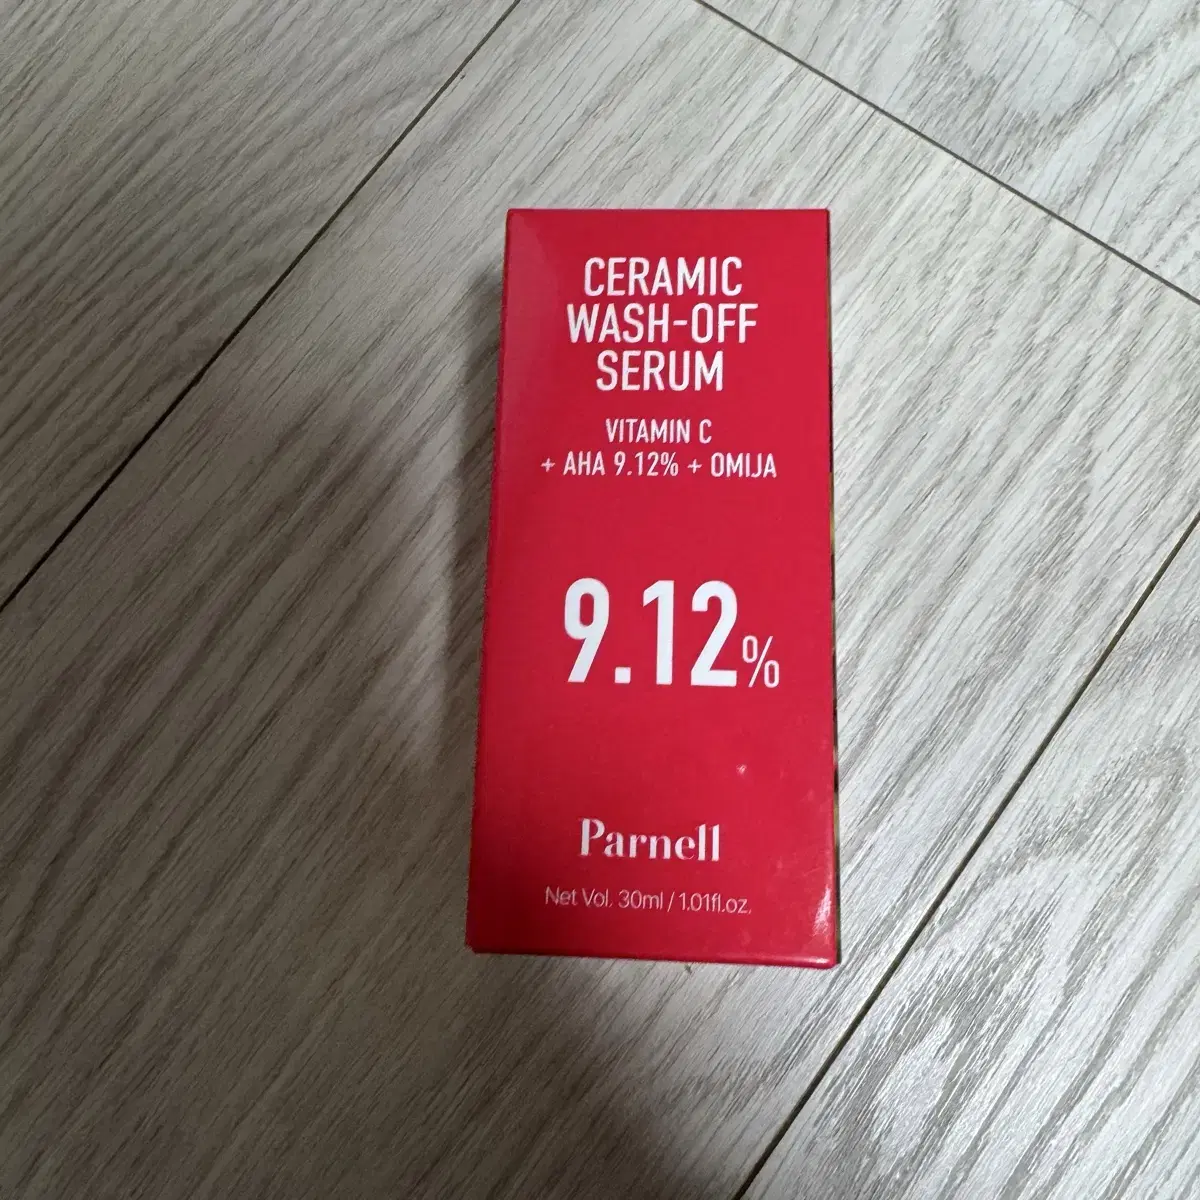 CERAMIC
WASH-OFF
SERUM
VITAMIN C
+ AHA 9.12% + OMIJA
9.12%
Parnell
Net Vol. 30ml / 1.01fl.oz.